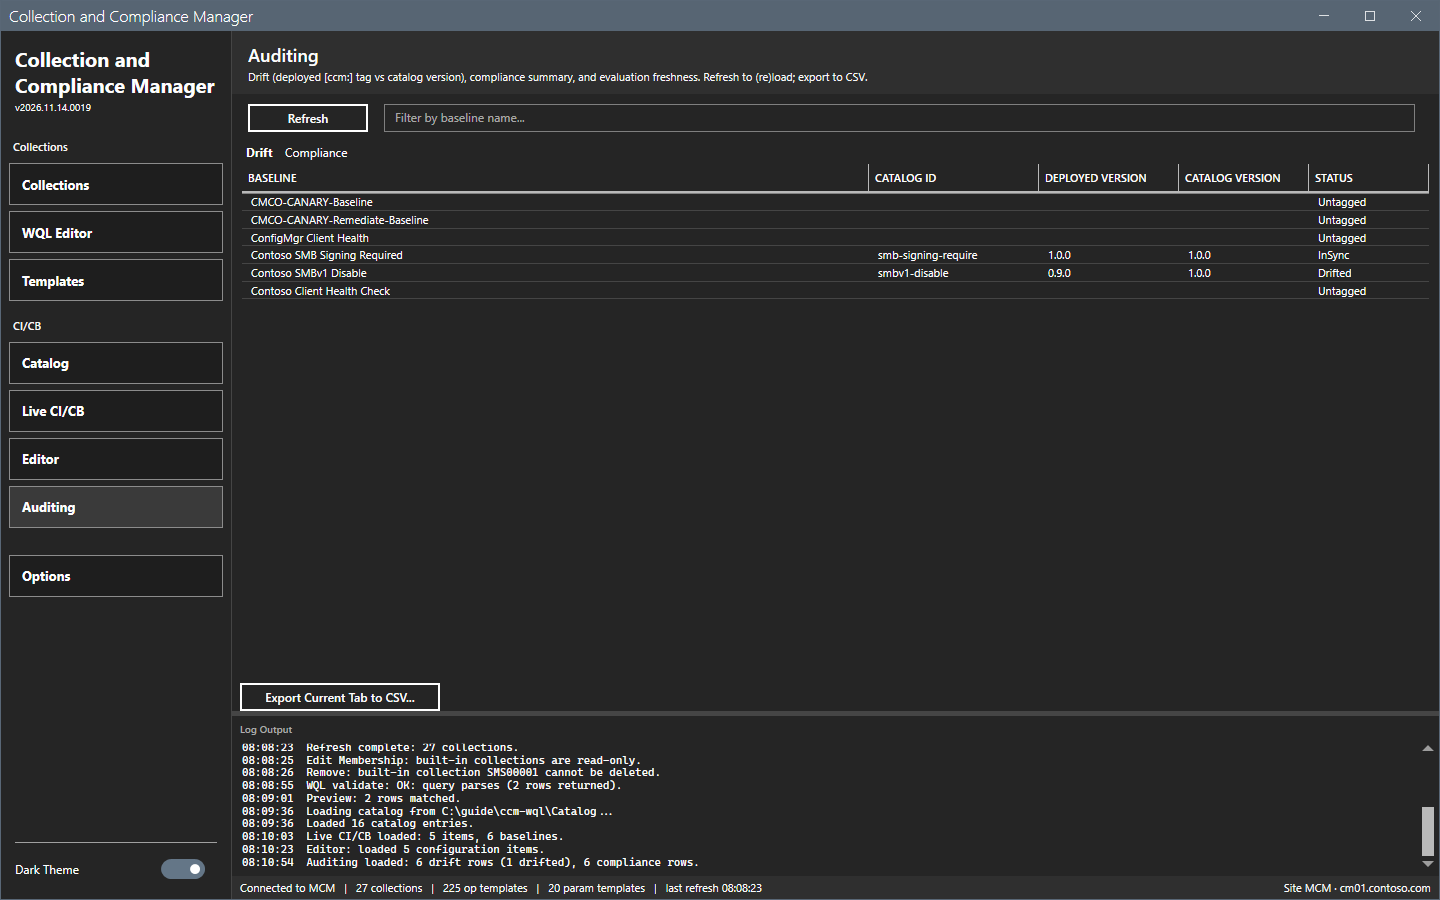 Collection and Compliance Manager
Collection and
Compliance Manager
v2026.11.14.0019
Collections
Collections
WQL Editor
Templates
CI/CB
Catalog
Live CI/CB
Editor
Auditing
Options
Dark Theme
Auditing
Drift (deployed [ccm:] tag vs catalog version), compliance summary, and evaluation freshness. Refresh to (re)load; export to CSV.
Refresh
Filter by baseline name...
Drift Compliance
BASELINE CATALOG ID DEPLOYED VERSION CATALOG VERSION STATUS
CMCO-CANARY-Baseline Untagged
CMCO-CANARY-Remediate-Baseline Untagged
ConfigMgr Client Health Untagged
Contoso SMB Signing Required smb-signing-require 1.0.0 1.0.0 InSync
Contoso SMBv1 Disable smbv1-disable 0.9.0 1.0.0 Drifted
Contoso Client Health Check Untagged
Export Current Tab to CSV...
Log Output
08:08:23 Refresh complete: 27 collections.
08:08:25 Edit Membership: built-in collections are read-only.
08:08:26 Remove: built-in collection SMS00001 cannot be deleted.
08:08:55 WQL validate: OK: query parses (2 rows returned).
08:09:01 Preview: 2 rows matched.
08:09:36 Loading catalog from C:\guide\ccm-wql\Catalog...
08:09:36 Loaded 16 catalog entries.
08:10:03 Live CI/CB loaded: 5 items, 6 baselines.
08:10:23 Editor: loaded 5 configuration items.
08:10:54 Auditing loaded: 6 drift rows (1 drifted), 6 compliance rows.
Connected to MCM | 27 collections | 225 op templates | 20 param templates | last refresh 08:08:23
Site MCM · cm01.contoso.com